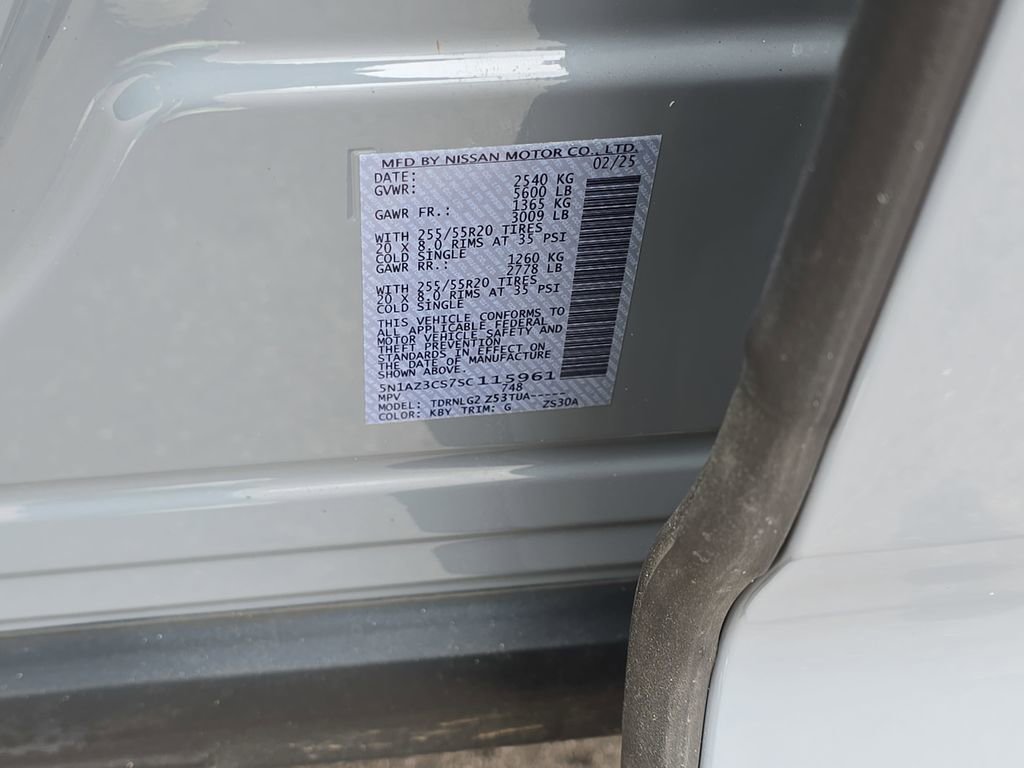 MFD BY NISSAN MOTOR CO., LTD.
DATE: 02/25
GVWR: 2540 KG
5600 LB
GAWR FR.: 1365 KG
3009 LB
WITH 255/55R20 TIRES
20 X 8.0 RIMS AT 35 PSI
COLD SINGLE
GAWR RR.: 1260 KG
2778 LB
WITH 255/55R20 TIRES
20 X 8.0 RIMS AT 35 PSI
COLD SINGLE
THIS VEHICLE CONFORMS TO
ALL APPLICABLE FEDERAL
MOTOR VEHICLE SAFETY AND
THEFT PREVENTION
STANDARDS IN EFFECT ON
THE DATE OF MANUFACTURE
SHOWN ABOVE.
5N1AZ3CS7SC115961
MPV 748
MODEL: TDRNLG2 Z53TUA-----
COLOR: KBY TRIM: G ZS30A